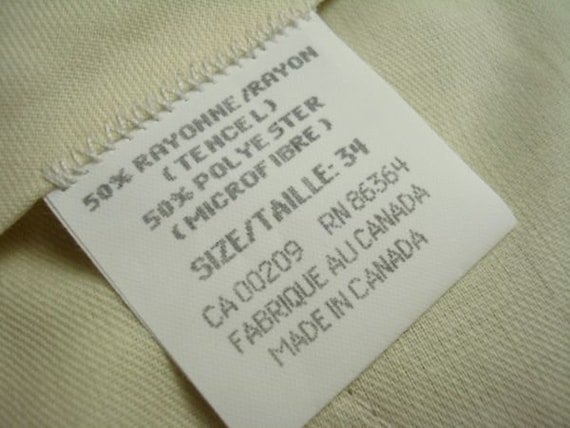 50% RAYONNE/RAYON
(TENCEL)
50% POLYESTER
(MICROFIBRE)
SIZE/TAILLE: 34
CA 00209 RN 86364
FABRIQUE AU CANADA
MADE IN CANADA